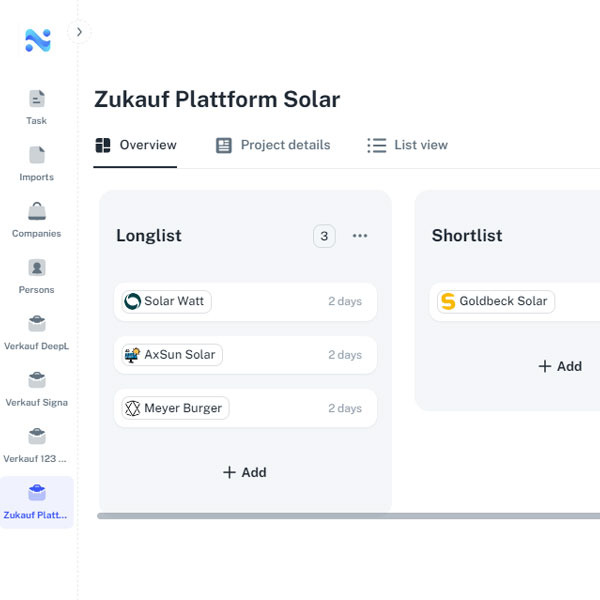 Task
Imports
Companies
Persons
Verkauf DeepL
Verkauf Signa
Verkauf 123 ...
Zukauf Platt...
Zukauf Plattform Solar
Overview
Project details
List view
Longlist
3
Solar Watt
2 days
AxSun Solar
2 days
Meyer Burger
2 days
+ Add
Shortlist
Goldbeck Solar
+ Add